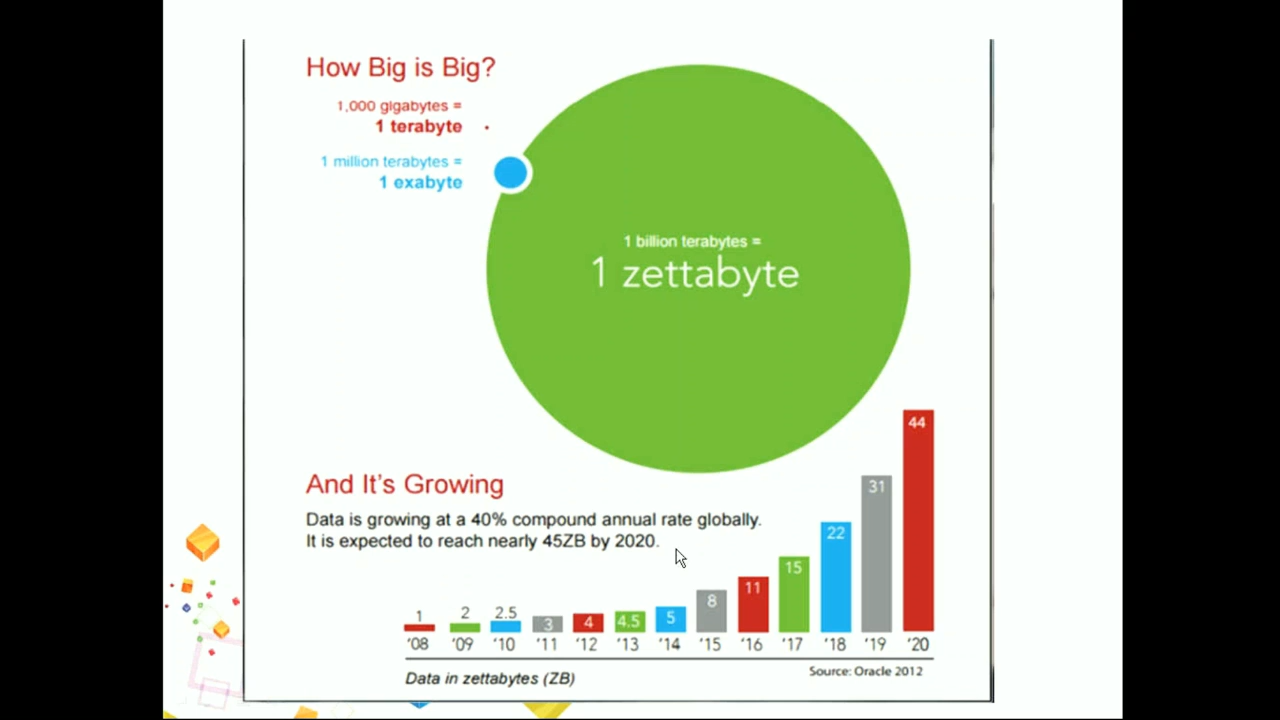 How Big is Big?
1,000 gigabytes =
1 terabyte
1 million terabytes =
1 exabyte
1 billion terabytes =
1 zettabyte
And It's Growing
Data is growing at a 40% compound annual rate globally.
It is expected to reach nearly 45ZB by 2020.
1 2 2.5 3 4 4.5 5 8 11 15 22 31 44
'08 '09 '10 '11 '12 '13 '14 '15 '16 '17 '18 '19 '20
Data in zettabytes (ZB)
Source: Oracle 2012